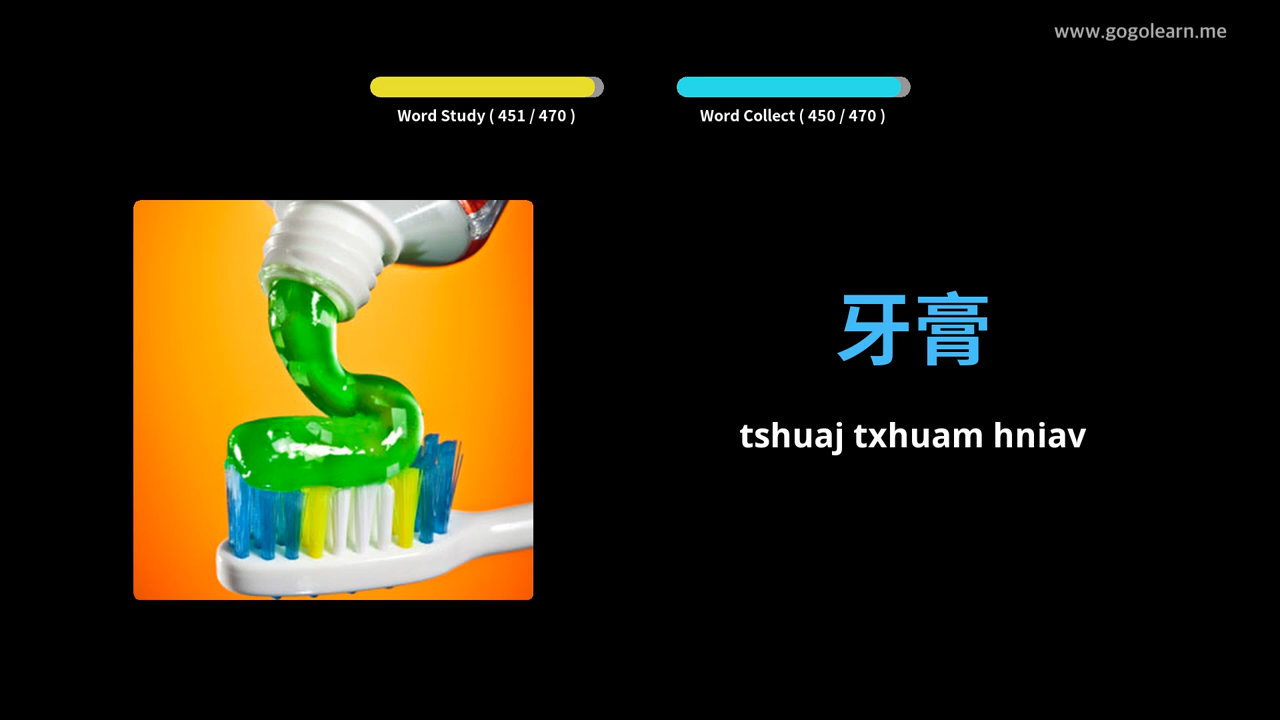 www.gogolearn.me
Word Study ( 451 / 470 )
Word Collect ( 450 / 470 )
牙膏
tshuaj txhuam hniav